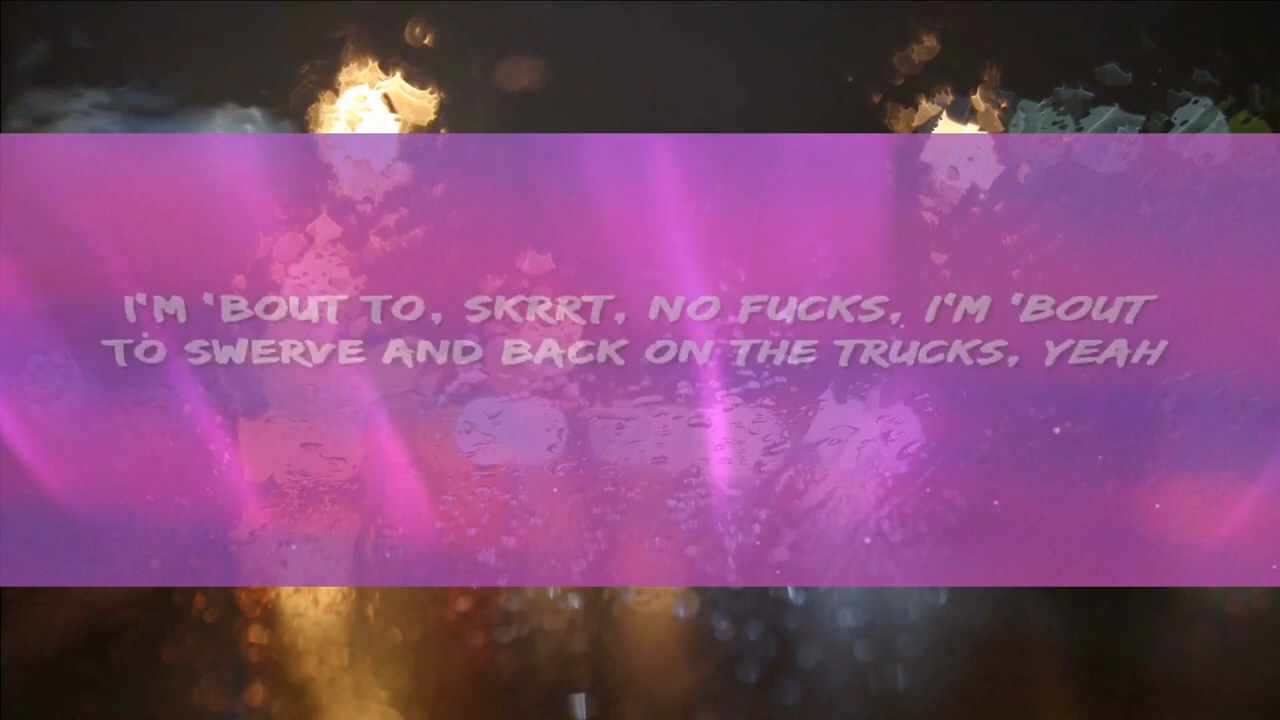 I'M 'BOUT TO, SKRRT, NO FUCKS, I'M 'BOUT
TO SWERVE AND BACK ON THE TRUCKS, YEAH